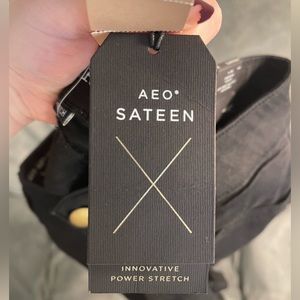 AEO®
SATEEN
INNOVATIVE
POWER STRETCH